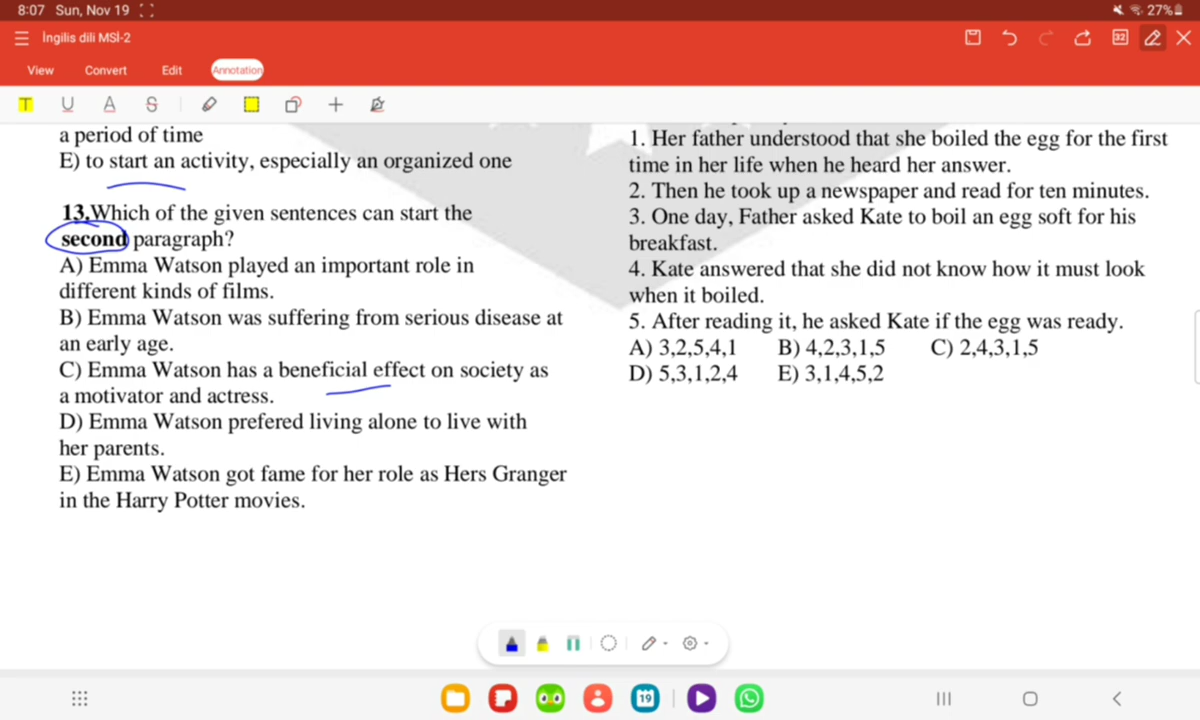 8:07 Sun, Nov 19
27%
İngilis dili MSİ-2
32
View Convert Edit Annotation
T U A S
a period of time
E) to start an activity, especially an organized one
13.Which of the given sentences can start the
second paragraph?
A) Emma Watson played an important role in
different kinds of films.
B) Emma Watson was suffering from serious disease at
an early age.
C) Emma Watson has a beneficial effect on society as
a motivator and actress.
D) Emma Watson prefered living alone to live with
her parents.
E) Emma Watson got fame for her role as Hers Granger
in the Harry Potter movies.
1. Her father understood that she boiled the egg for the first
time in her life when he heard her answer.
2. Then he took up a newspaper and read for ten minutes.
3. One day, Father asked Kate to boil an egg soft for his
breakfast.
4. Kate answered that she did not know how it must look
when it boiled.
5. After reading it, he asked Kate if the egg was ready.
A) 3,2,5,4,1 B) 4,2,3,1,5 C) 2,4,3,1,5
D) 5,3,1,2,4 E) 3,1,4,5,2
19